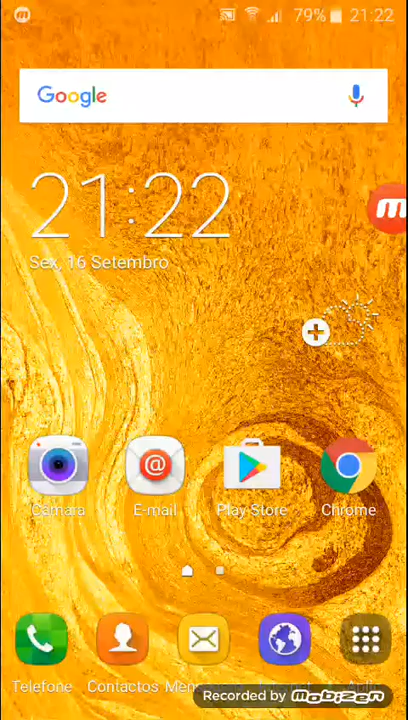 79% 21:22
Google
21:22
Sex, 16 Setembro
m
@
Câmara E-mail Play Store Chrome
Telefone Contactos
Recorded by MOBIZEN